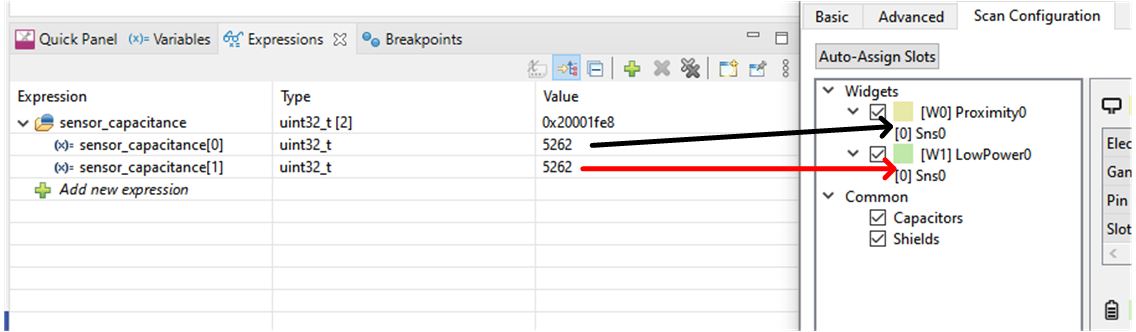 Quick Panel (x)= Variables Expressions Breakpoints
Expression Type Value
sensor_capacitance uint32_t [2] 0x20001fe8
(x)= sensor_capacitance[0] uint32_t 5262
(x)= sensor_capacitance[1] uint32_t 5262
Add new expression
Basic Advanced Scan Configuration
Auto-Assign Slots
Widgets
[W0] Proximity0
[0] Sns0
[W1] LowPower0
[0] Sns0
Common
Capacitors
Shields
Elec
Gan
Pin
Slot